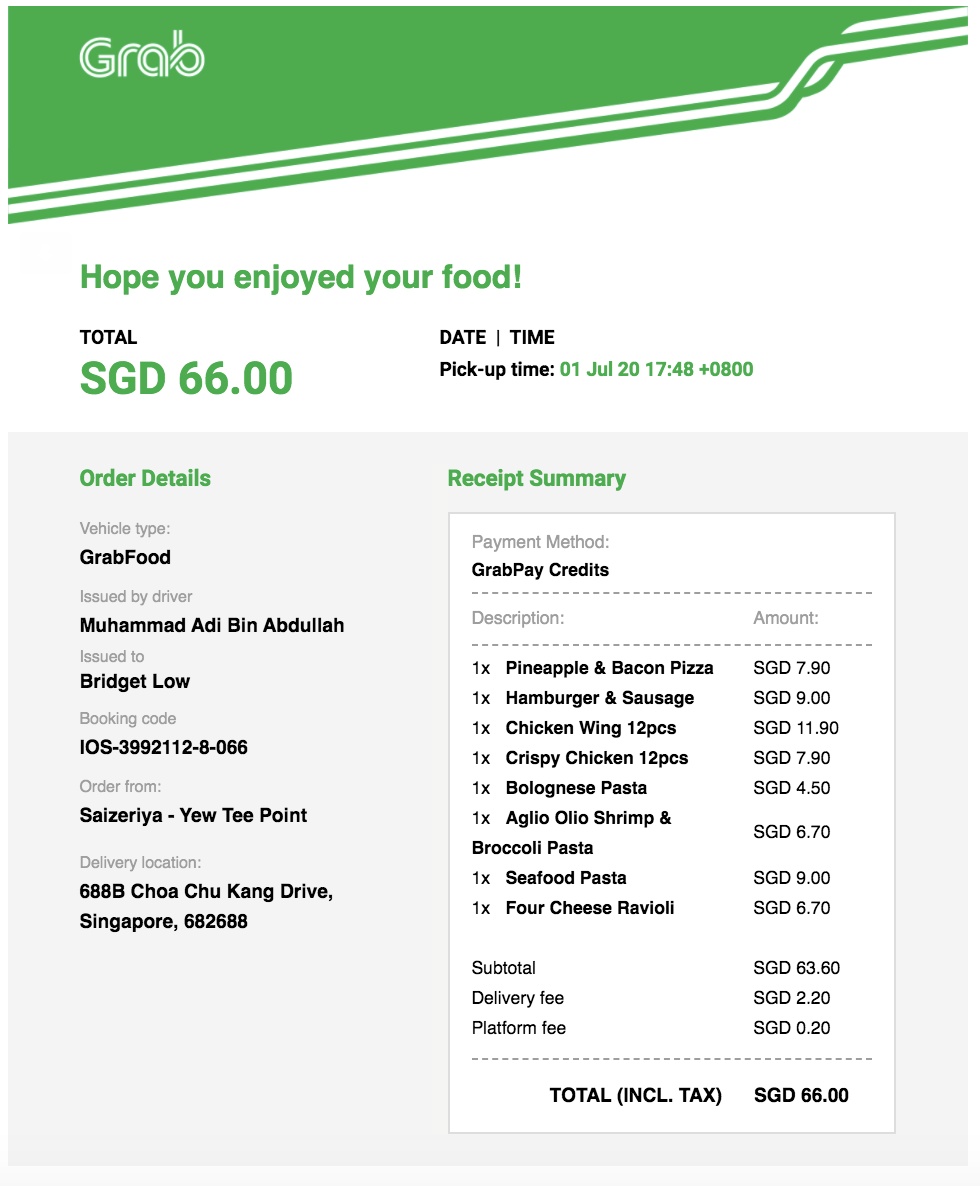 Grab
Hope you enjoyed your food!
TOTAL
SGD 66.00
DATE | TIME
Pick-up time: 01 Jul 20 17:48 +0800
Order Details
Vehicle type:
GrabFood
Issued by driver
Muhammad Adi Bin Abdullah
Issued to
Bridget Low
Booking code
IOS-3992112-8-066
Order from:
Saizeriya - Yew Tee Point
Delivery location:
688B Choa Chu Kang Drive,
Singapore, 682688
Receipt Summary
Payment Method:
GrabPay Credits
Description: Amount:
1x Pineapple & Bacon Pizza SGD 7.90
1x Hamburger & Sausage SGD 9.00
1x Chicken Wing 12pcs SGD 11.90
1x Crispy Chicken 12pcs SGD 7.90
1x Bolognese Pasta SGD 4.50
1x Aglio Olio Shrimp &
Broccoli Pasta SGD 6.70
1x Seafood Pasta SGD 9.00
1x Four Cheese Ravioli SGD 6.70
Subtotal SGD 63.60
Delivery fee SGD 2.20
Platform fee SGD 0.20
TOTAL (INCL. TAX) SGD 66.00